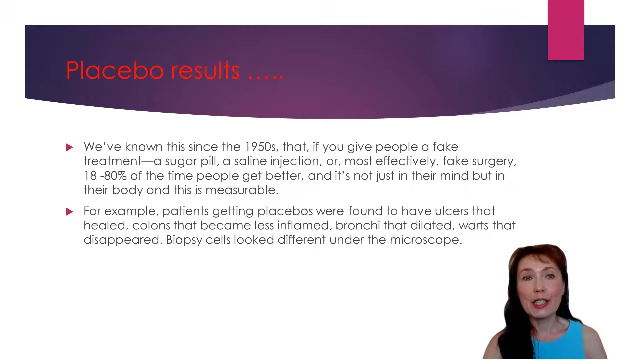 Placebo results …..
We've known this since the 1950s, that, if you give people a fake
treatment—a sugar pill, a saline injection, or, most effectively, fake surgery,
18 -80% of the time people get better, and it's not just in their mind but in
their body and this is measurable.
For example, patients getting placebos were found to have ulcers that
healed, colons that became less inflamed, bronchi that dilated, warts that
disappeared. Biopsy cells looked different under the microscope.